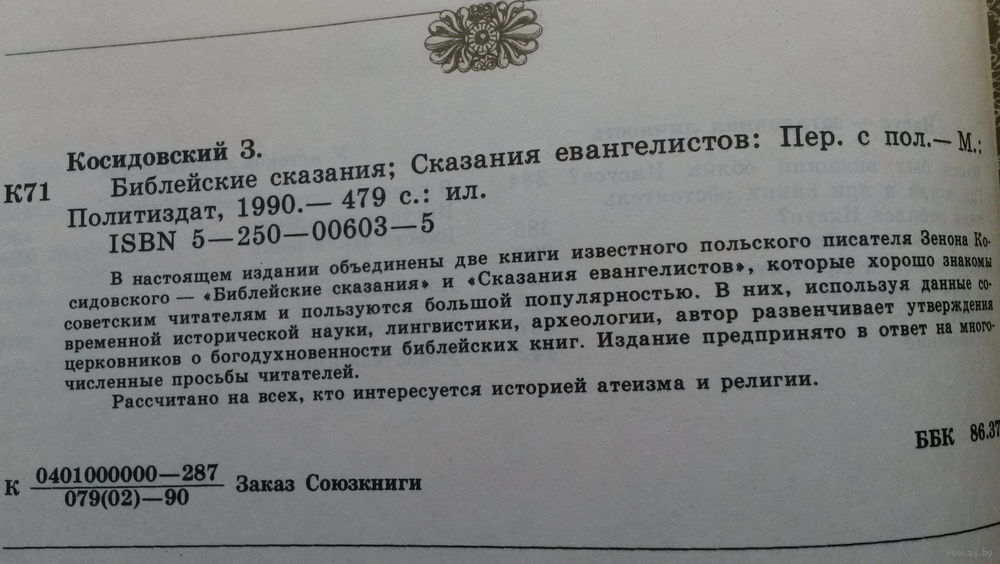 Косидовский З.
К71 Библейские сказания; Сказания евангелистов: Пер. с пол.— М.:
Политиздат, 1990.— 479 с.: ил.
ISBN 5—250—00603—5
В настоящем издании объединены две книги известного польского писателя Зенона Ко-
сидовского — «Библейские сказания» и «Сказания евангелистов», которые хорошо знакомы
советским читателям и пользуются большой популярностью. В них, используя данные со-
временной исторической науки, лингвистики, археологии, автор развенчивает утверждения
церковников о богодухновенности библейских книг. Издание предпринято в ответ на много-
численные просьбы читателей.
Рассчитано на всех, кто интересуется историей атеизма и религии.
ББК 86.37
К 0401000000—287
079(02)—90 Заказ Союзкниги
www.ay.by